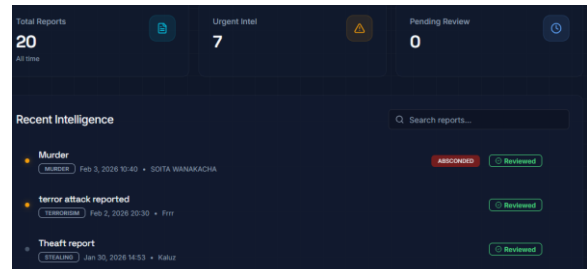 Total Reports
20
All time
Urgent Intel
7
Pending Review
0
Recent Intelligence
Search reports...
Murder
MURDER Feb 3, 2026 10:40 • SOITA WANAKACHA
ABSCONDED Reviewed
terror attack reported
TERRORISIM Feb 2, 2026 20:30 • Frrr
Reviewed
Theaft report
STEALING Jan 30, 2026 14:53 • Kaluz
Reviewed